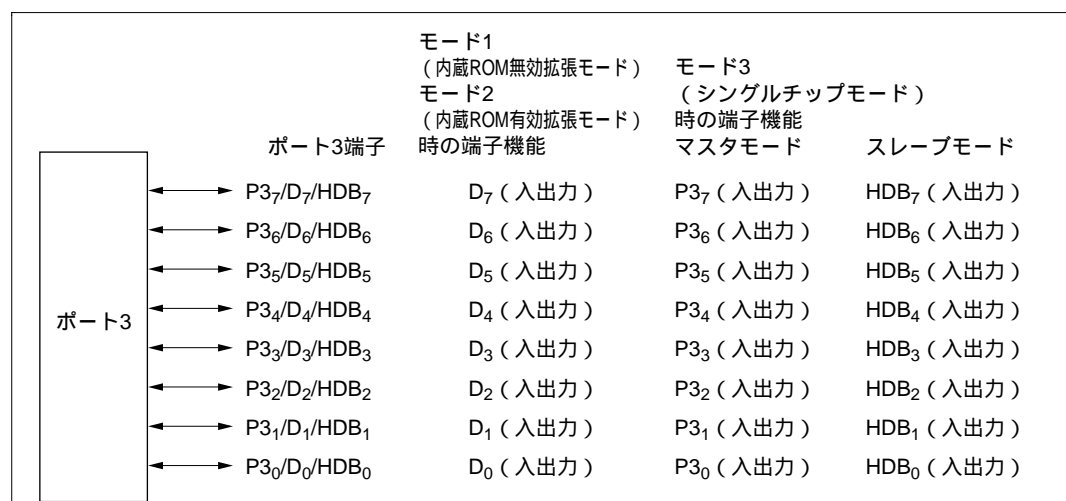 モード1
（内蔵ROM無効拡張モード） モード3
モード2 （シングルチップモード）
（内蔵ROM有効拡張モード） 時の端子機能
ポート3端子 時の端子機能 マスタモード スレーブモード
P3₇/D₇/HDB₇ D₇（入出力） P3₇（入出力） HDB₇（入出力）
P3₆/D₆/HDB₆ D₆（入出力） P3₆（入出力） HDB₆（入出力）
P3₅/D₅/HDB₅ D₅（入出力） P3₅（入出力） HDB₅（入出力）
ポート3 P3₄/D₄/HDB₄ D₄（入出力） P3₄（入出力） HDB₄（入出力）
P3₃/D₃/HDB₃ D₃（入出力） P3₃（入出力） HDB₃（入出力）
P3₂/D₂/HDB₂ D₂（入出力） P3₂（入出力） HDB₂（入出力）
P3₁/D₁/HDB₁ D₁（入出力） P3₁（入出力） HDB₁（入出力）
P3₀/D₀/HDB₀ D₀（入出力） P3₀（入出力） HDB₀（入出力）